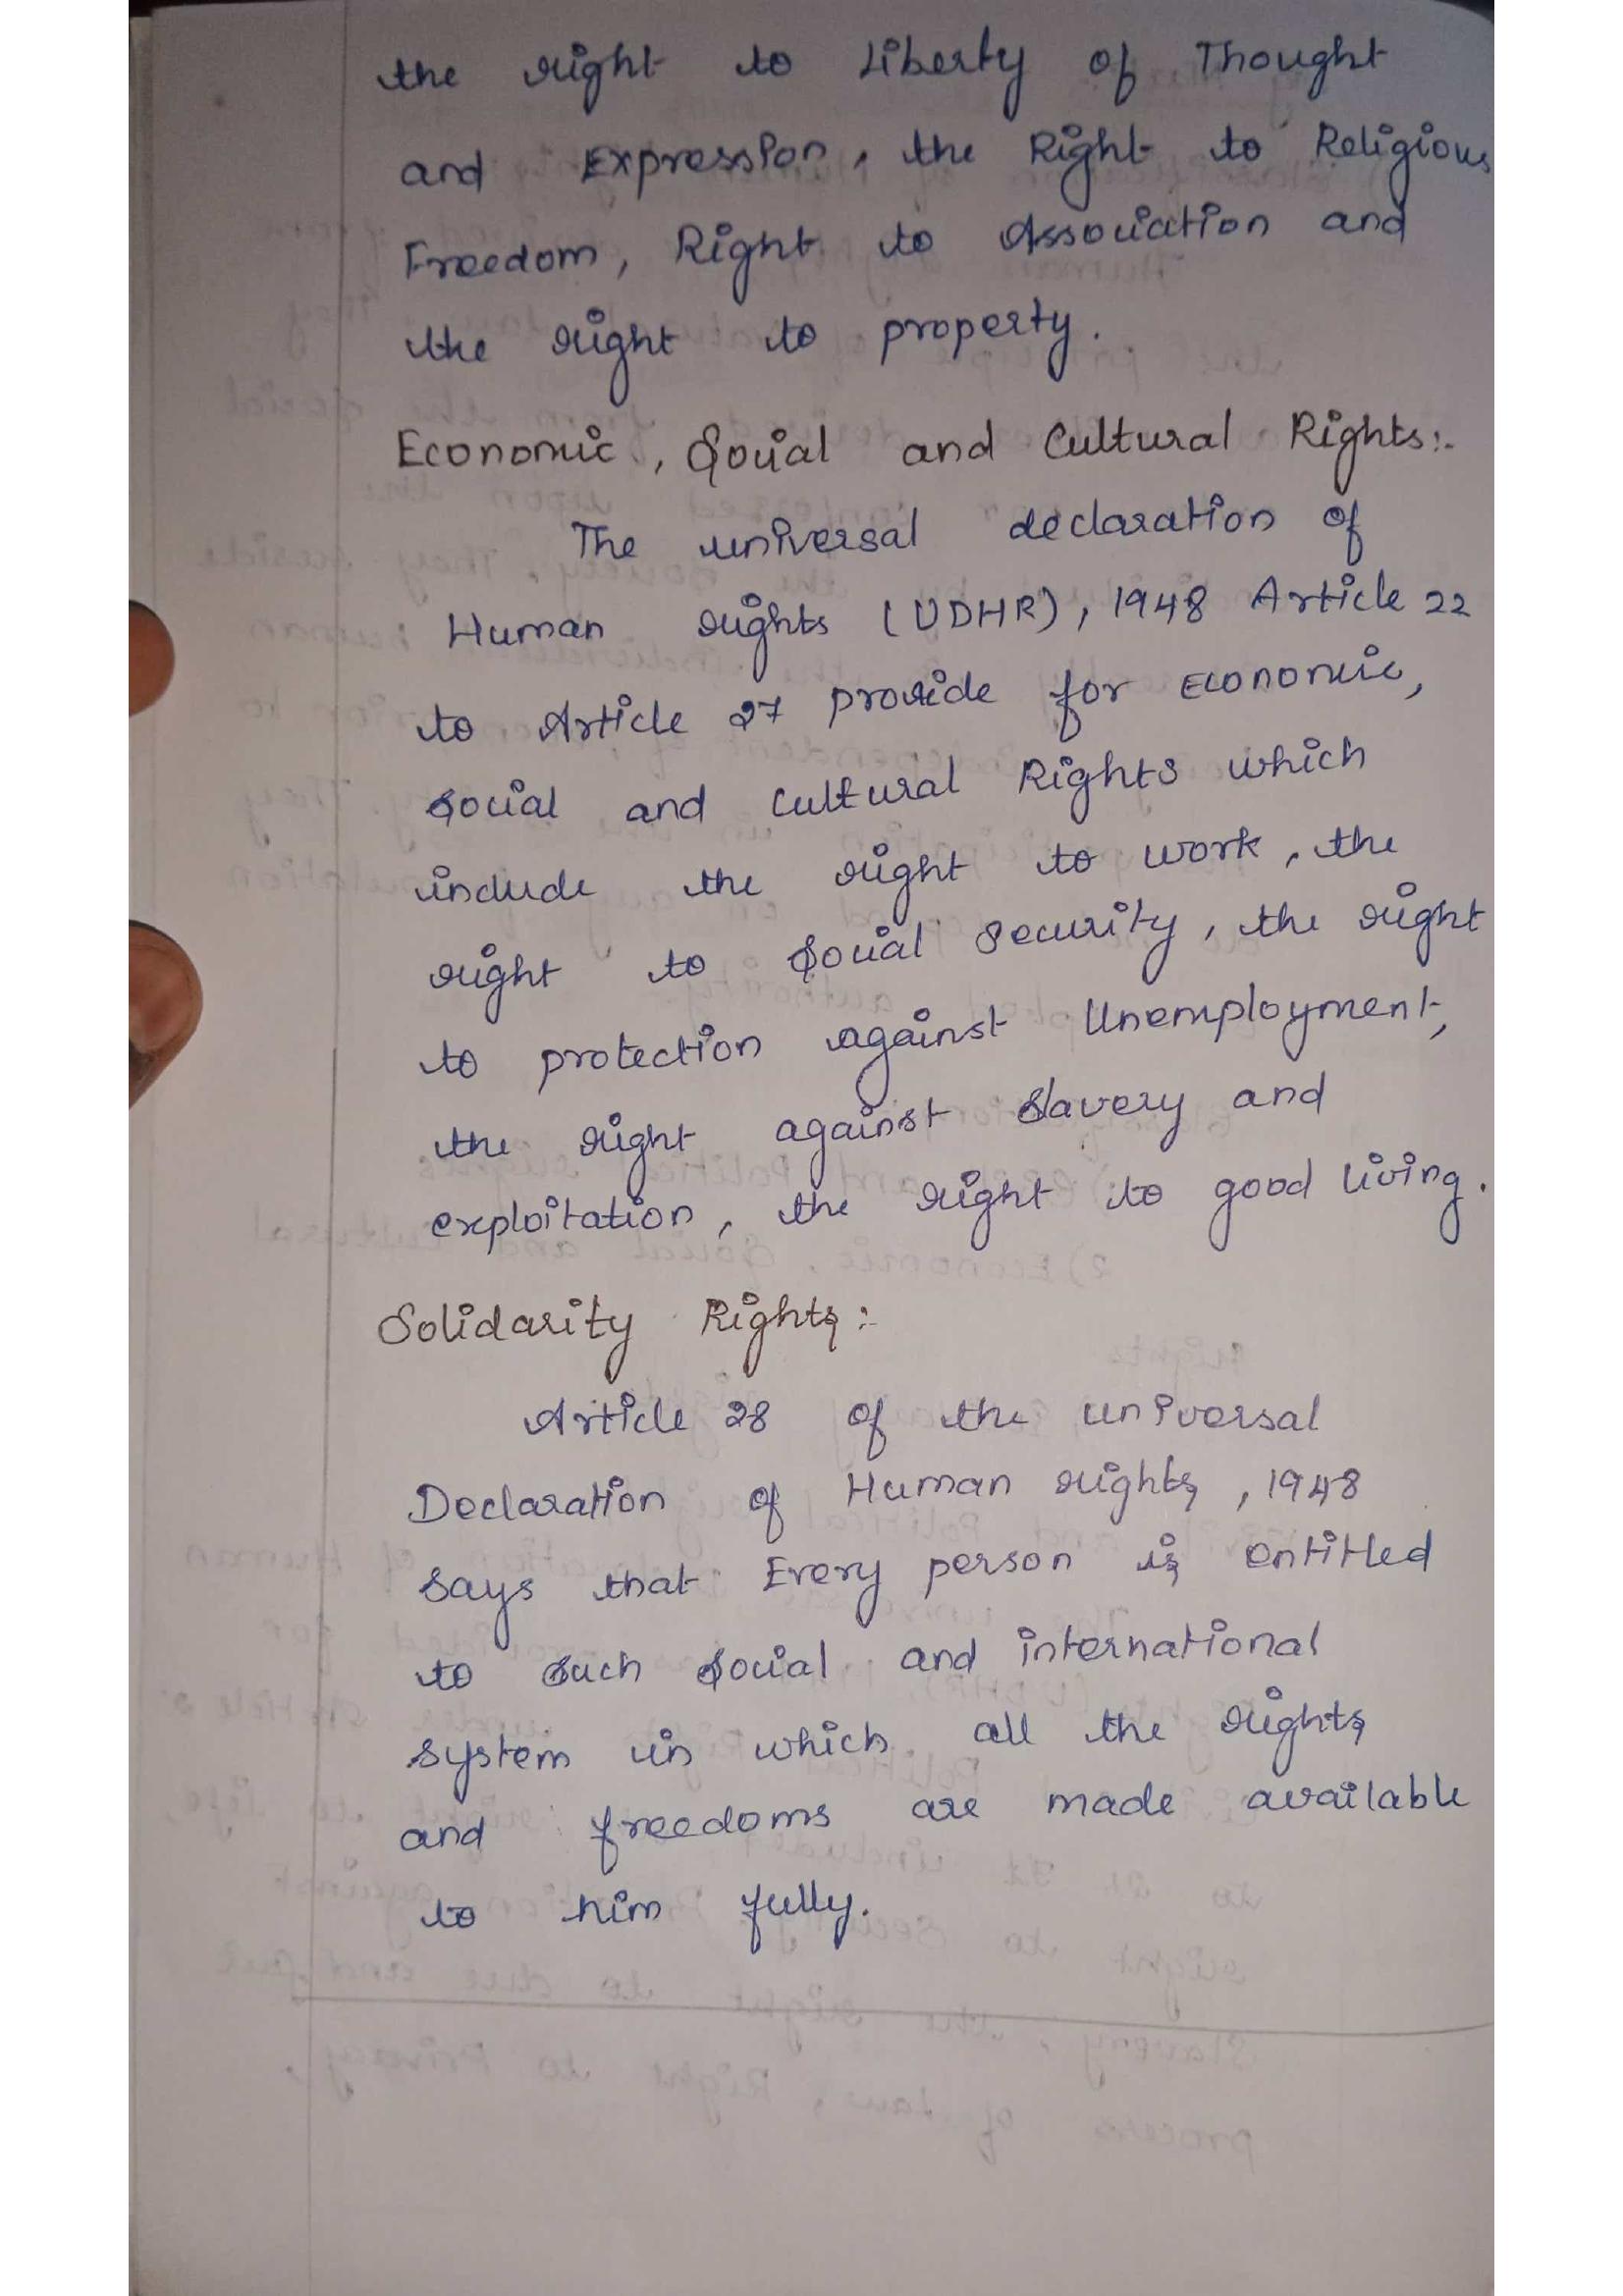 the right to Liberty of Thought
and Expression, the Right to Religious
Freedom, Right to Association and
the right to property.
Economic, Social and Cultural Rights:-
The universal declaration of
Human rights (UDHR), 1948 Article 22
to Article 27 provide for Economic,
social and cultural Rights which
include the right to work, the
right to Social security, the right
to protection against Unemployment,
the right against slavery and
exploitation, the right to good living.
Solidarity Rights:-
Article 28 of the universal
Declaration of Human rights, 1948
says that Every person is entitled
to such social and international
system in which all the rights
and freedoms are made available
to him fully.